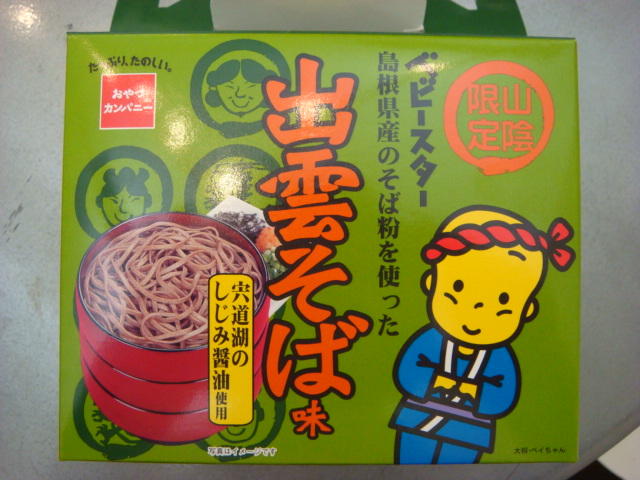 たっぷり、たのしい。
おやつ
カンパニー
山陰
限定
ベビースター
島根県産のそば粉を使った
出雲そば味
宍道湖の
しじみ醤油使用
写真はイメージです
大将・ベイちゃん